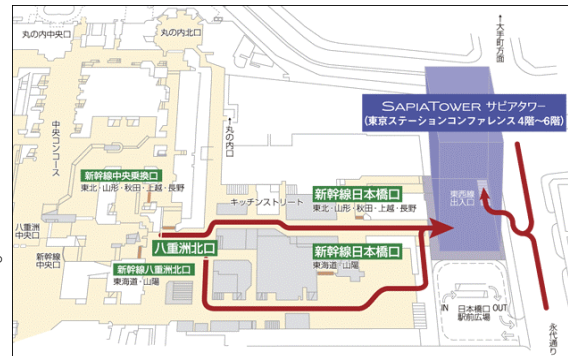 丸の内中央口
丸の内北口
↑大手町方面
SAPIATOWER サピアタワー
(東京ステーションコンファレンス 4階～6階)
↑丸の内口
中央コンコース
新幹線中央乗換口
東北・山形・秋田・上越・長野
キッチンストリート
新幹線日本橋口
東北・山形・秋田・上越・長野
東西線
出入口
八重洲
中央口
八重洲北口
新幹線
中央口
新幹線八重洲北口
東海道・山陽
新幹線日本橋口
東海道・山陽
IN
日本橋口
駅前広場
OUT
永代通り